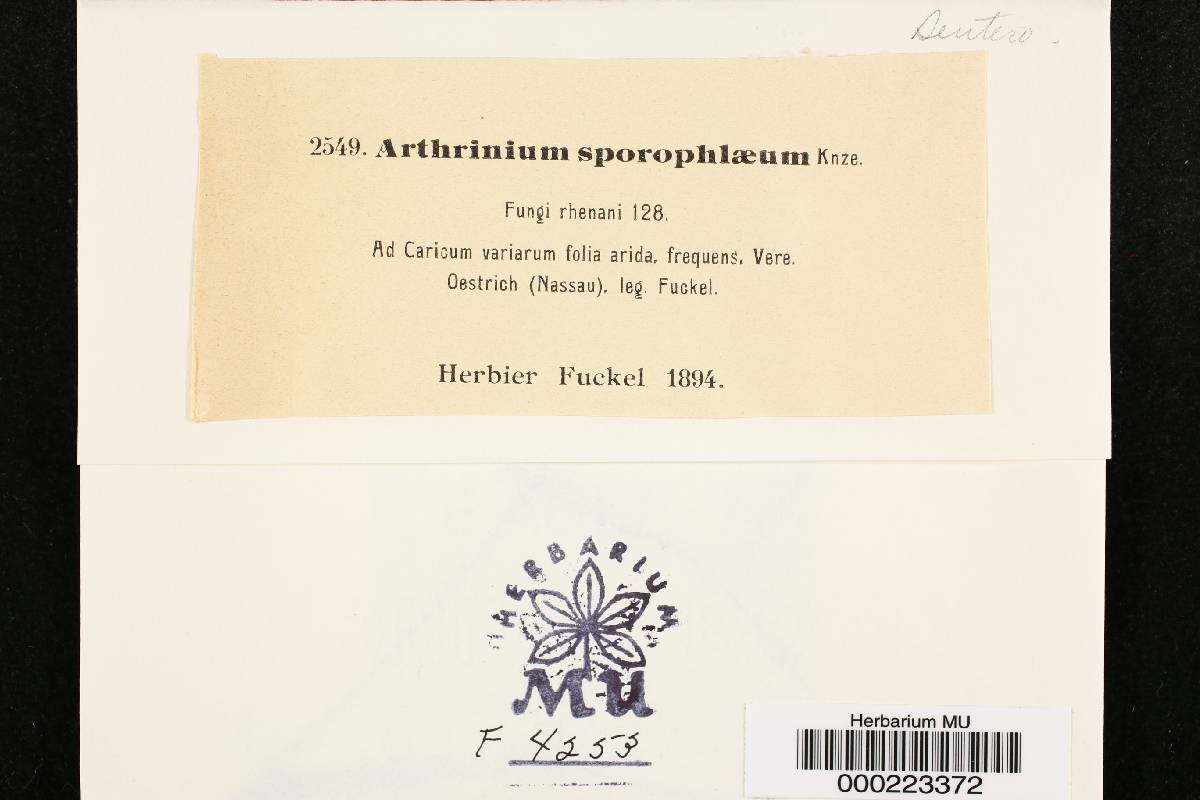 Deutero-
2549. Arthrinium sporophlæum Knze.
Fungi rhenani 128.
Ad Caricum variarum folia arida, frequens, Vere.
Oestrich (Nassau), leg. Fuckel.
Herbier Fuckel 1894.
HERBARIUM
MU
F 4253
Herbarium MU
000223372